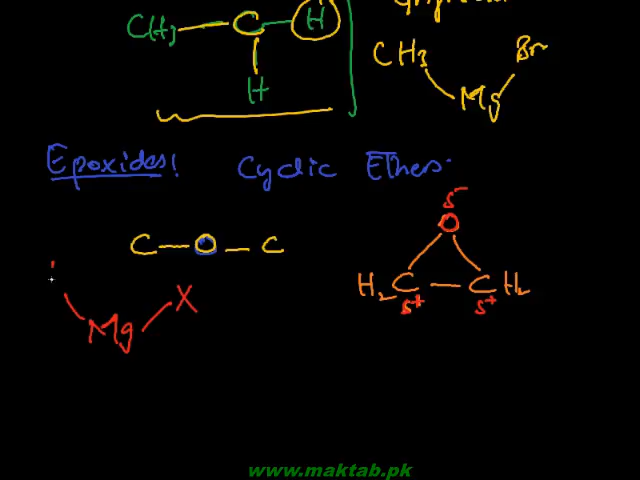 CH3 C H
H
CH3 Mg Br
Epoxides! Cyclic Ethers.
C — O — C
δ-
O
H2C — CH2
δ+ δ+
Mg X
www.maktab.pk